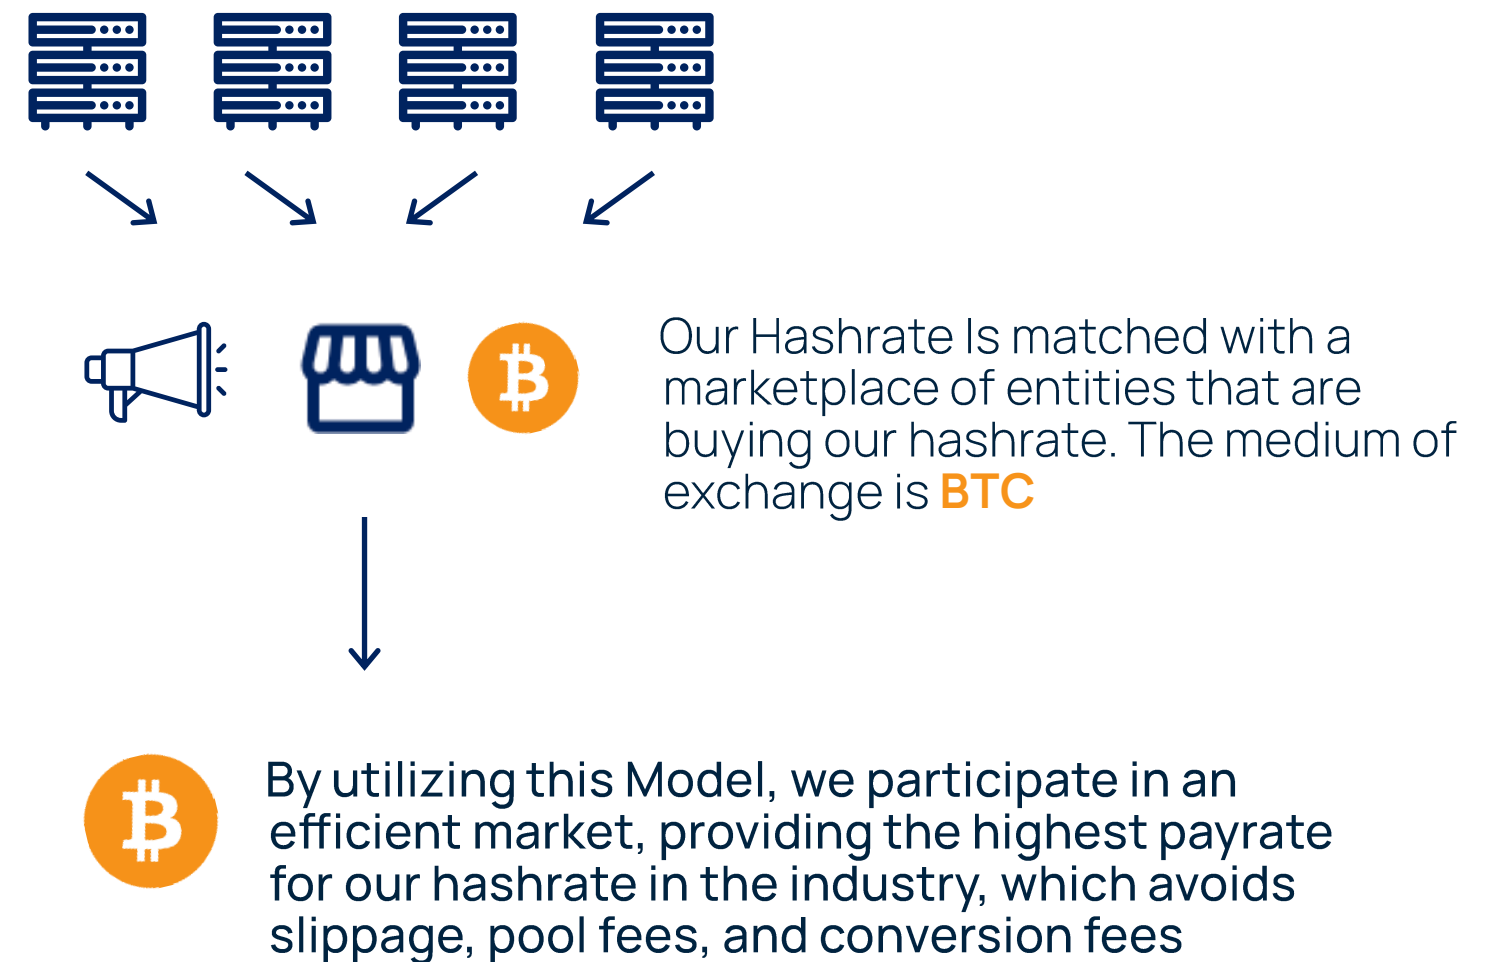 Our Hashrate Is matched with a
marketplace of entities that are
buying our hashrate. The medium of
exchange is BTC
By utilizing this Model, we participate in an
efficient market, providing the highest payrate
for our hashrate in the industry, which avoids
slippage, pool fees, and conversion fees